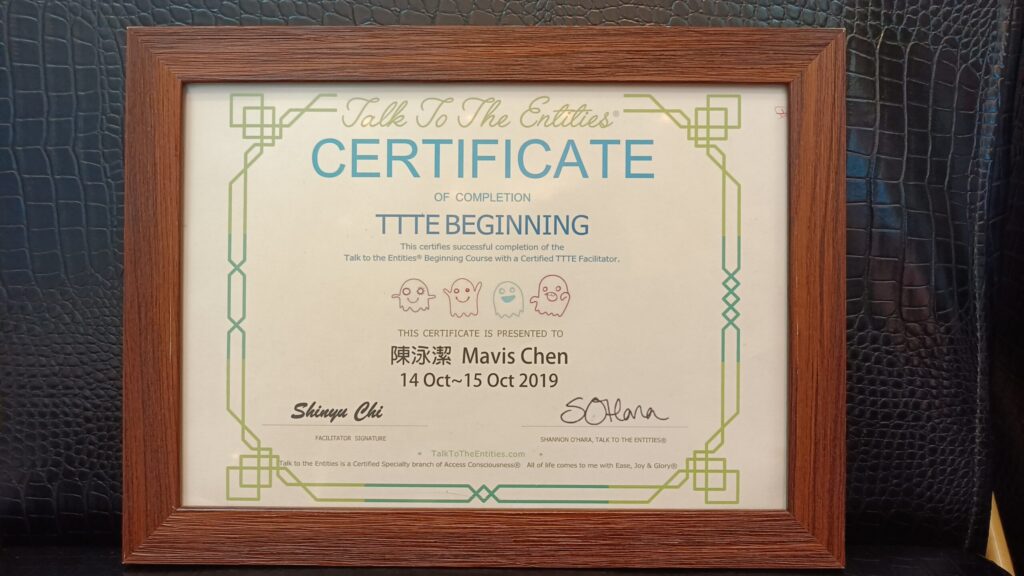 Talk To The Entities®
CERTIFICATE
OF COMPLETION
TTTE BEGINNING
This certifies successful completion of the
Talk to the Entities® Beginning Course with a Certified TTTE Facilitator.
THIS CERTIFICATE IS PRESENTED TO
陳泳潔 Mavis Chen
14 Oct~15 Oct 2019
Shinyu Chi
SOHara
FACILITATOR SIGNATURE
SHANNON O'HARA, TALK TO THE ENTITIES®
TalkToTheEntities.com
Talk to the Entities is a Certified Specialty branch of Access Consciousness® All of life comes to me with Ease, Joy & Glory®